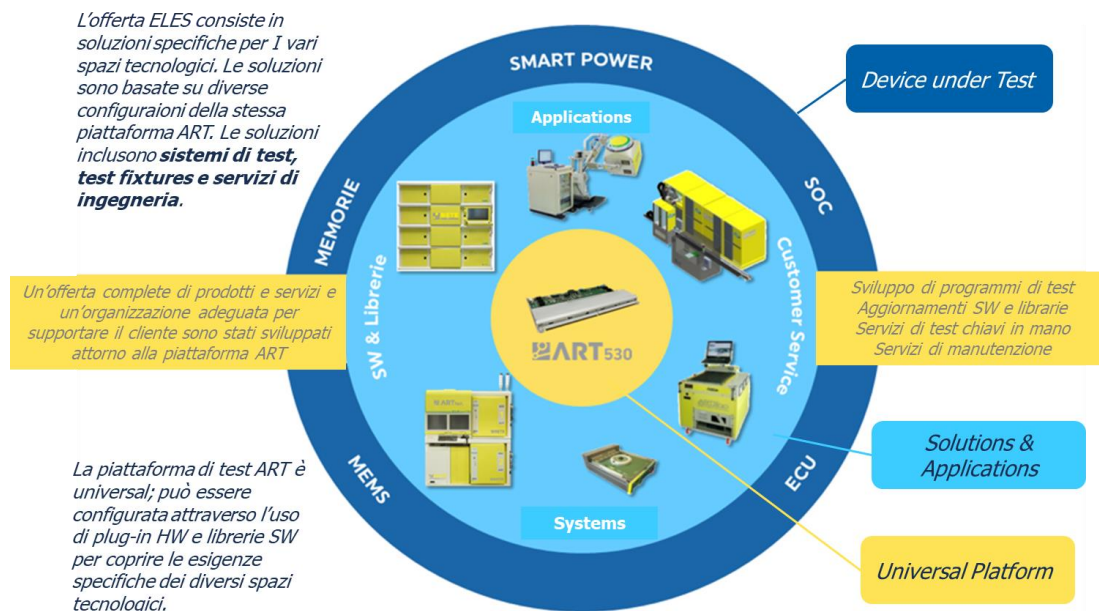 L'offerta ELES consiste in
soluzioni specifiche per I vari
spazi tecnologici. Le soluzioni
sono basate su diverse
configuraioni della stessa
piattaforma ART. Le soluzioni
inclusono sistemi di test,
test fixtures e servizi di
ingegneria.
Un'offerta complete di prodotti e servizi e
un'organizzazione adeguata per
supportare il cliente sono stati sviluppati
attorno alla piattaforma ART
La piattaforma di test ART è
universal; può essere
configurata attraverso l'uso
di plug-in HW e librerie SW
per coprire le esigenze
specifiche dei diversi spazi
tecnologici.
SMART POWER
MEMORIE
SOC
MEMS
ECU
Applications
SW & Librerie
Customer Service
Systems
ART530
Device under Test
Sviluppo di programmi di test
Aggiornamenti SW e librarie
Servizi di test chiavi in mano
Servizi di manutenzione
Solutions &
Applications
Universal Platform